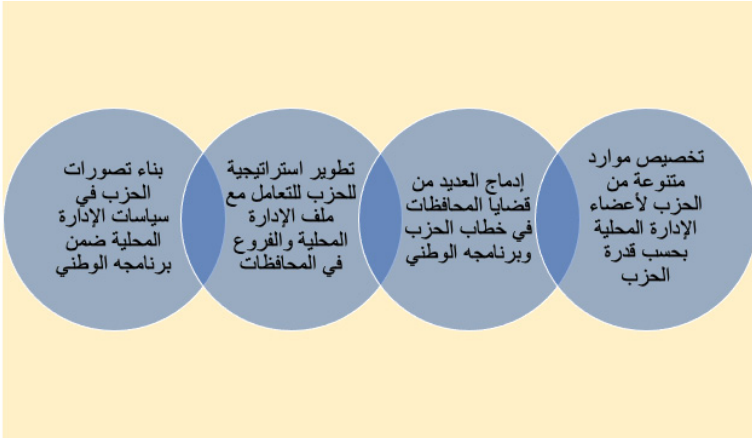 تخصيص موارد
متنوعة من
الحزب لأعضاء
الإدارة المحلية
بحسب قدرة
الحزب
إدماج العديد من
قضايا المحافظات
في خطاب الحزب
وبرنامجه الوطني
تطوير استراتيجية
للحزب للتعامل مع
ملف الإدارة
المحلية والفروع
في المحافظات
بناء تصورات
الحزب في
سياسات الإدارة
المحلية ضمن
برنامجه الوطني